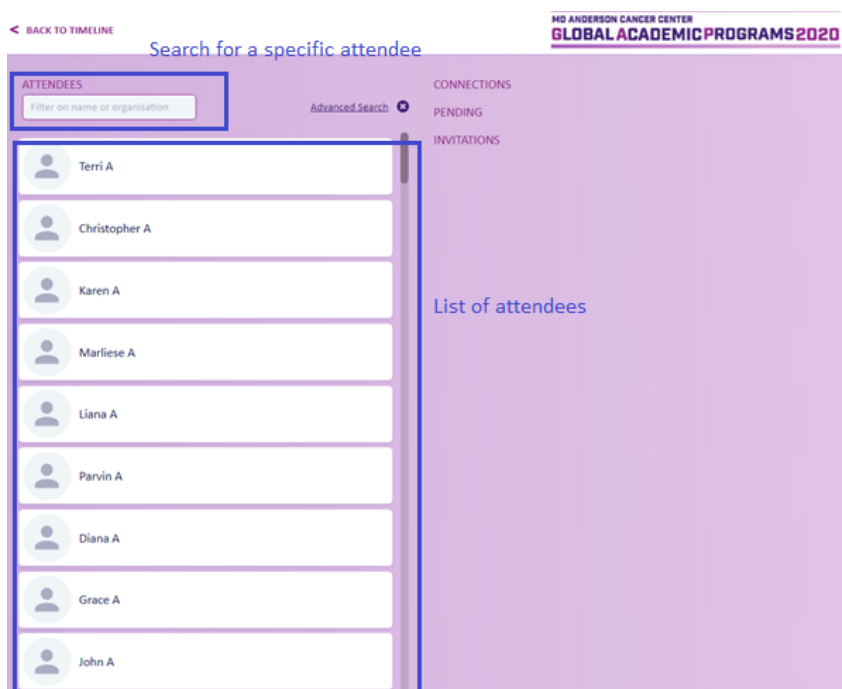 < BACK TO TIMELINE
MD ANDERSON CANCER CENTER
GLOBAL ACADEMIC PROGRAMS 2020
Search for a specific attendee
ATTENDEES
Filter on name or organisation
Advanced Search
CONNECTIONS
PENDING
INVITATIONS
Terri A
Christopher A
Karen A
List of attendees
Marliese A
Liana A
Parvin A
Diana A
Grace A
John A